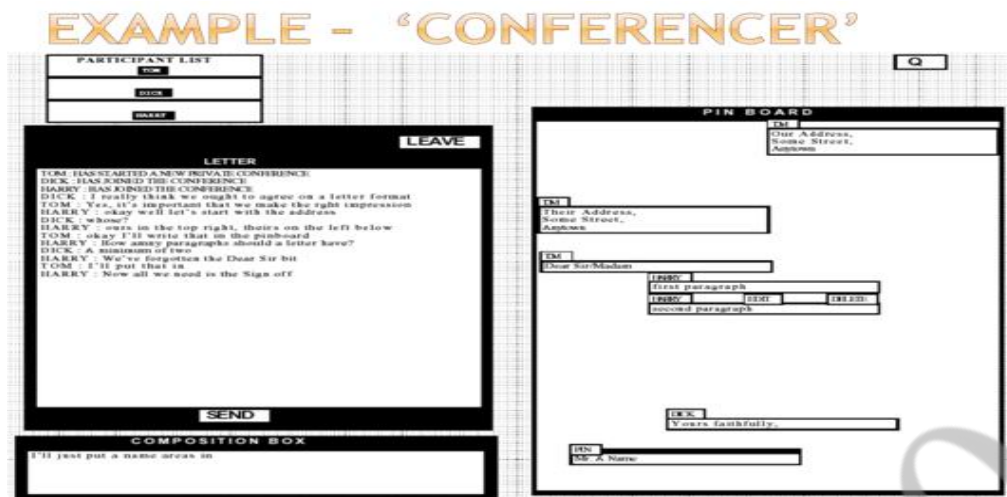 EXAMPLE - 'CONFERENCER'
PARTICIPANT LIST
TOM
DICK
HARRY
LEAVE
LETTER
TOM : HAS STARTED A NEW PRIVATE CONFERENCE
DICK : HAS JOINED THE CONFERENCE
HARRY : HAS JOINED THE CONFERENCE
DICK : I really think we ought to agree on a letter format
TOM : Yes, it's important that we make the right impression
HARRY : okay well let's start with the address
DICK : whose?
HARRY : ours in the top right, theirs on the left below
TOM : okay I'll write that in the pinboard
HARRY : How amny paragraphs should a letter have?
DICK : A minimum of two
HARRY : We've forgotten the Dear Sir bit
TOM : I'll put that in
HARRY : Now all we need is the Sign off
SEND
COMPOSITION BOX
I'll just put a name areas in
Q
PIN BOARD
TOM
Our Address,
Some Street,
Anytown
TOM
Their Address,
Some Street,
Anytown
TOM
Dear Sir/Madam
HARRY
first paragraph
HARRY EDIT DELETE
second paragraph
DICK
Yours faithfully,
PIN
Mr. A Name